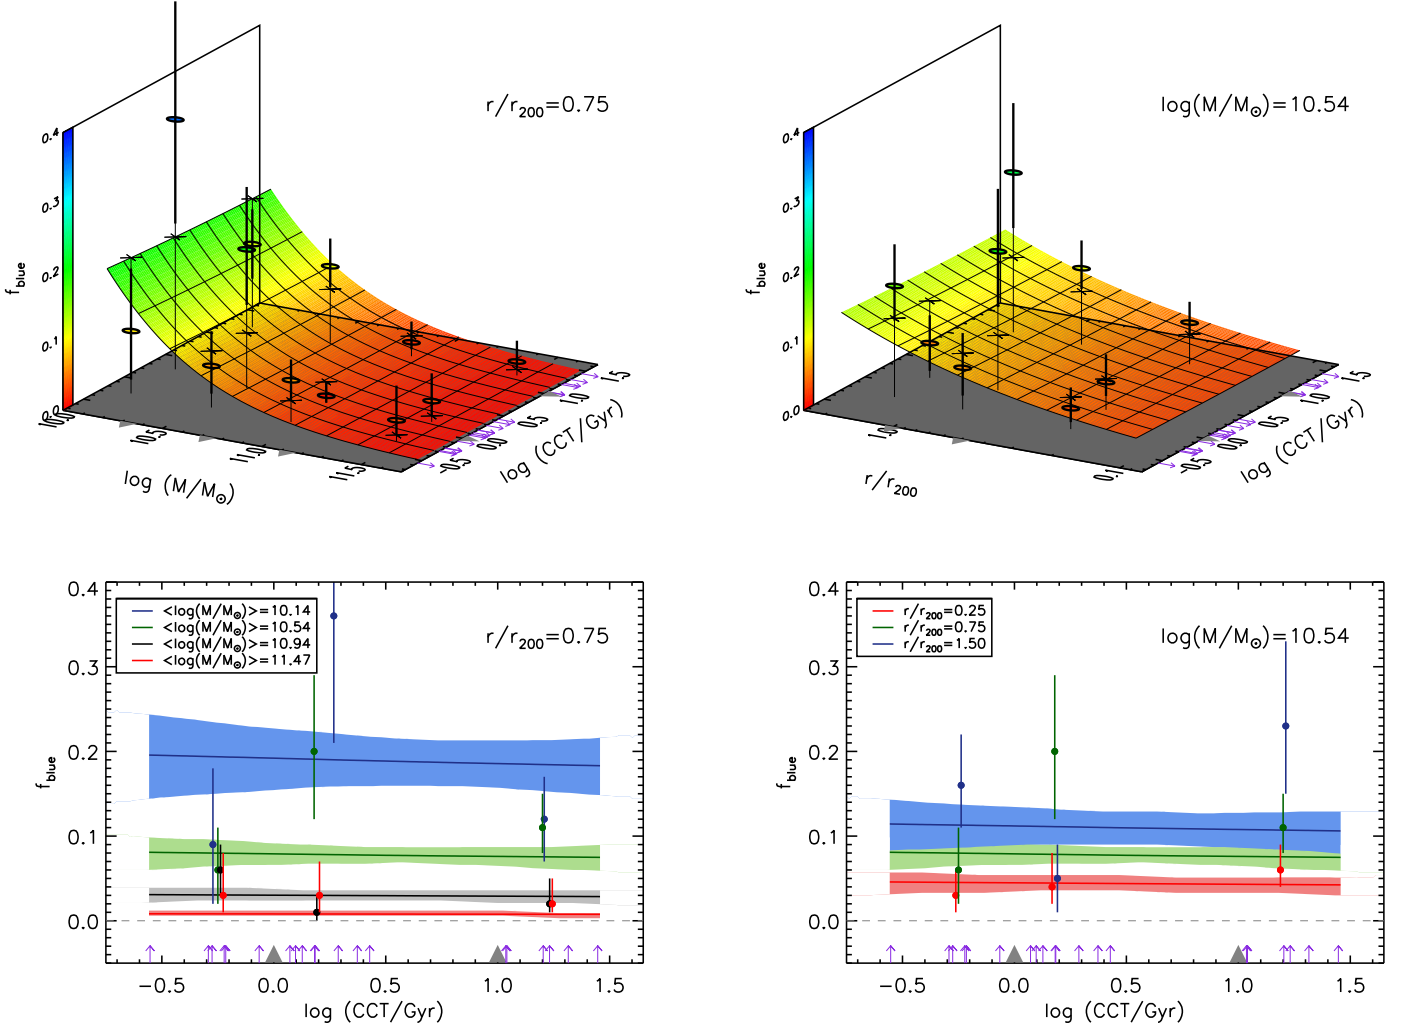 r/r200=0.75
0.4
0.3
0.2
0.1
0.0
fblue
10.0
10.5
11.0
11.5
log (M/M⊙)
-0.5
0.0
0.5
1.0
1.5
log (CCT/Gyr)
log(M/M⊙)=10.54
0.4
0.3
0.2
0.1
0.0
fblue
1.0
0.1
r/r200
-0.5
0.0
0.5
1.0
1.5
log (CCT/Gyr)
<log(M/M⊙)>=10.14
<log(M/M⊙)>=10.54
<log(M/M⊙)>=10.94
<log(M/M⊙)>=11.47
r/r200=0.75
0.4
0.3
0.2
0.1
0.0
fblue
−0.5 0.0 0.5 1.0 1.5
log (CCT/Gyr)
r/r200=0.25
r/r200=0.75
r/r200=1.50
log(M/M⊙)=10.54
0.4
0.3
0.2
0.1
0.0
fblue
−0.5 0.0 0.5 1.0 1.5
log (CCT/Gyr)